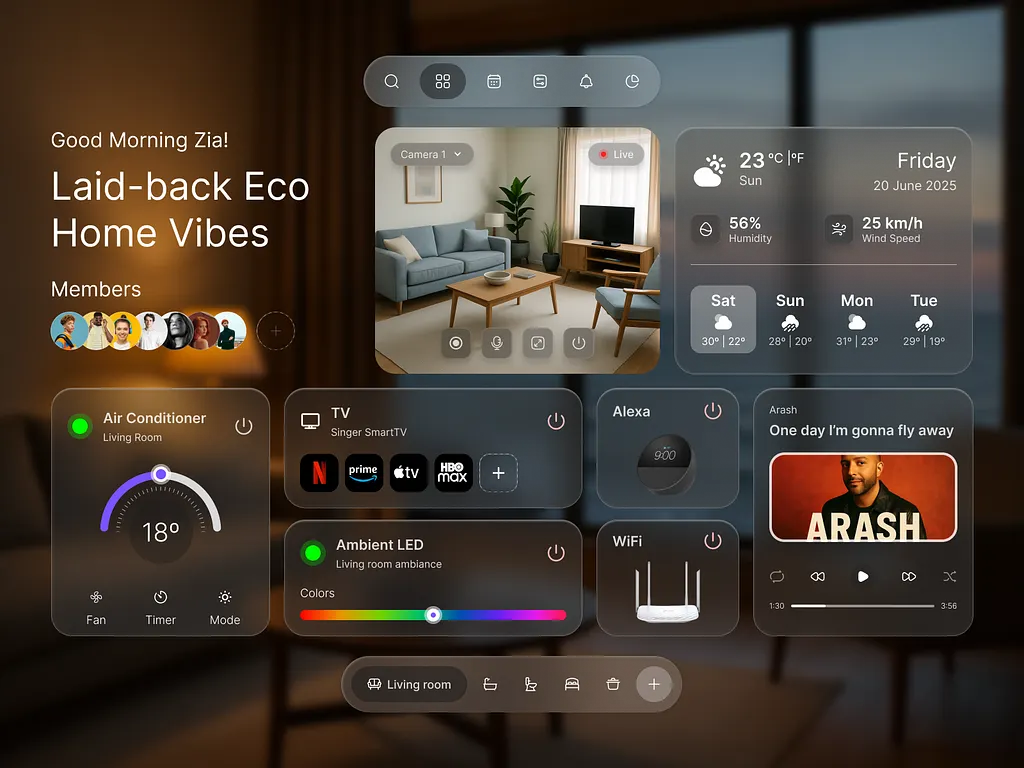 Good Morning Zia!
Laid-back Eco
Home Vibes
Members
Camera 1
Live
23 °C |°F
Sun
Friday
20 June 2025
56%
Humidity
25 km/h
Wind Speed
Sat
30° | 22°
Sun
28° | 20°
Mon
31° | 23°
Tue
29° | 19°
Air Conditioner
Living Room
18°
Fan
Timer
Mode
TV
Singer SmartTV
N
prime
tv
HBO
max
Ambient LED
Living room ambiance
Colors
Alexa
9:00
WiFi
Arash
One day I'm gonna fly away
ARASH
1:30
3:56
Living room